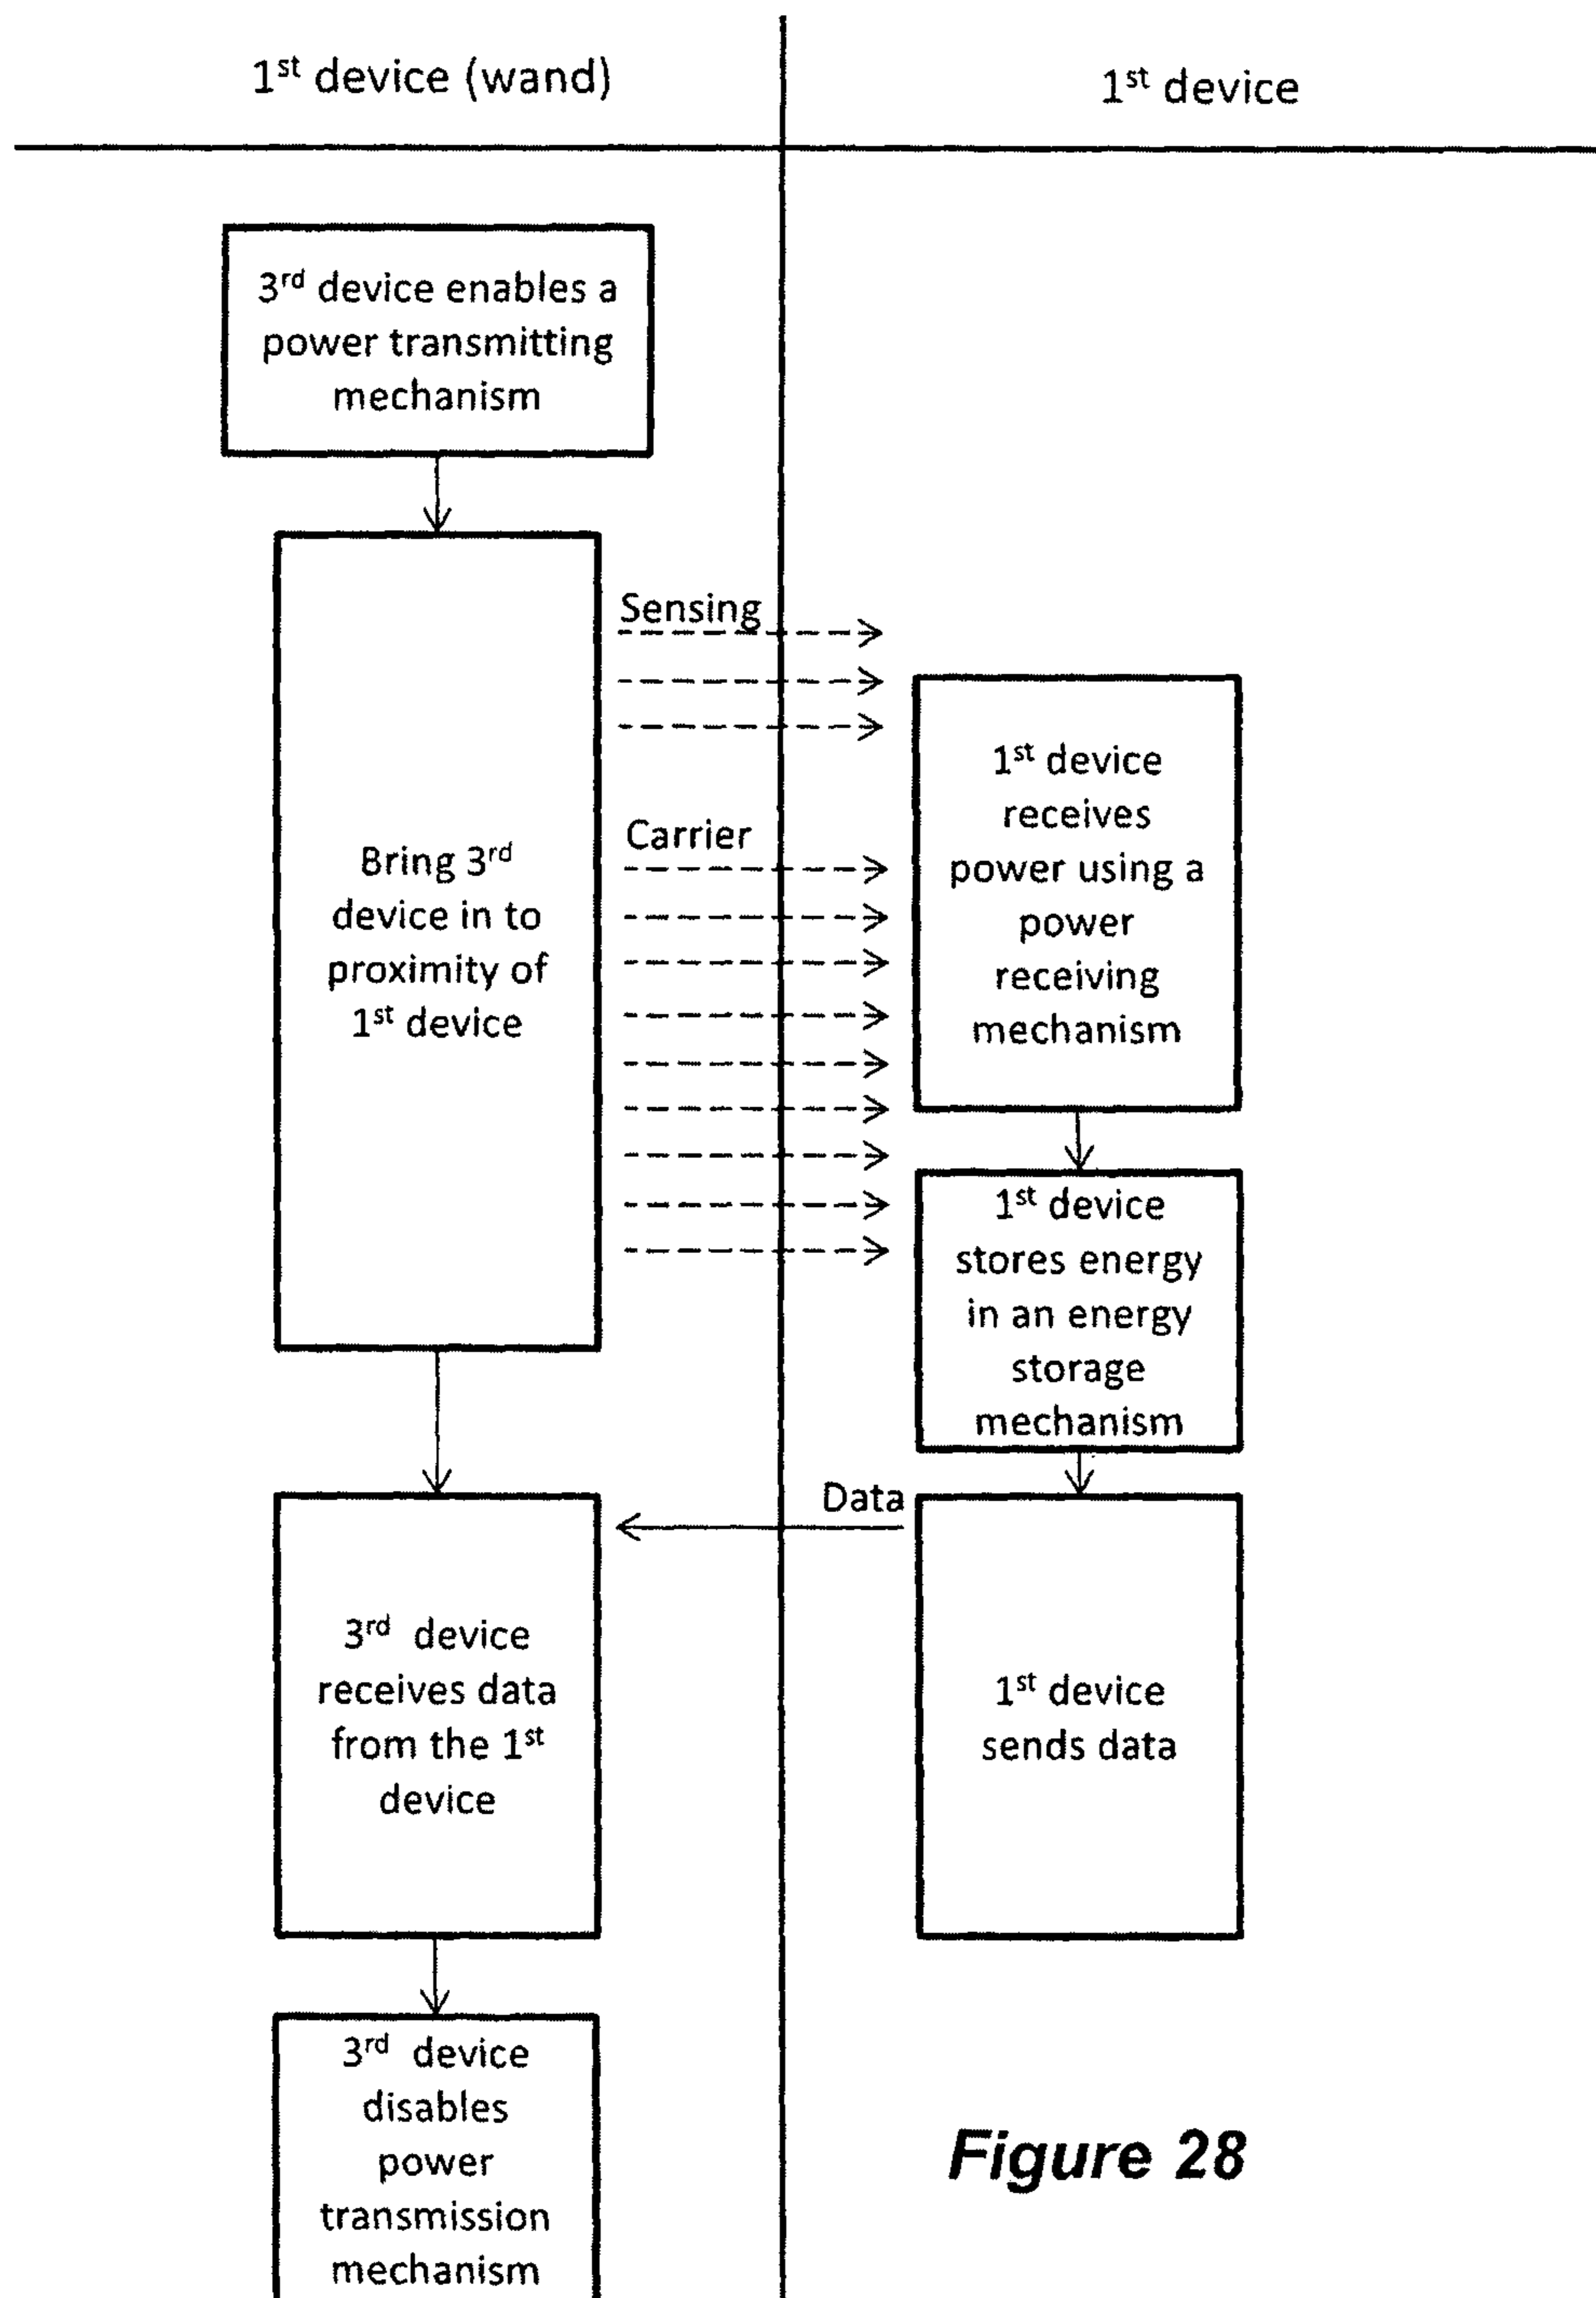 1st device (wand)
1st device
3rd device enables a
power transmitting
mechanism
Sensing
Carrier
Bring 3rd
device in to
proximity of
1st device
1st device
receives
power using a
power
receiving
mechanism
1st device
stores energy
in an energy
storage
mechanism
Data
3rd device
receives data
from the 1st
device
1st device
sends data
3rd device
disables
power
transmission
mechanism
Figure 28